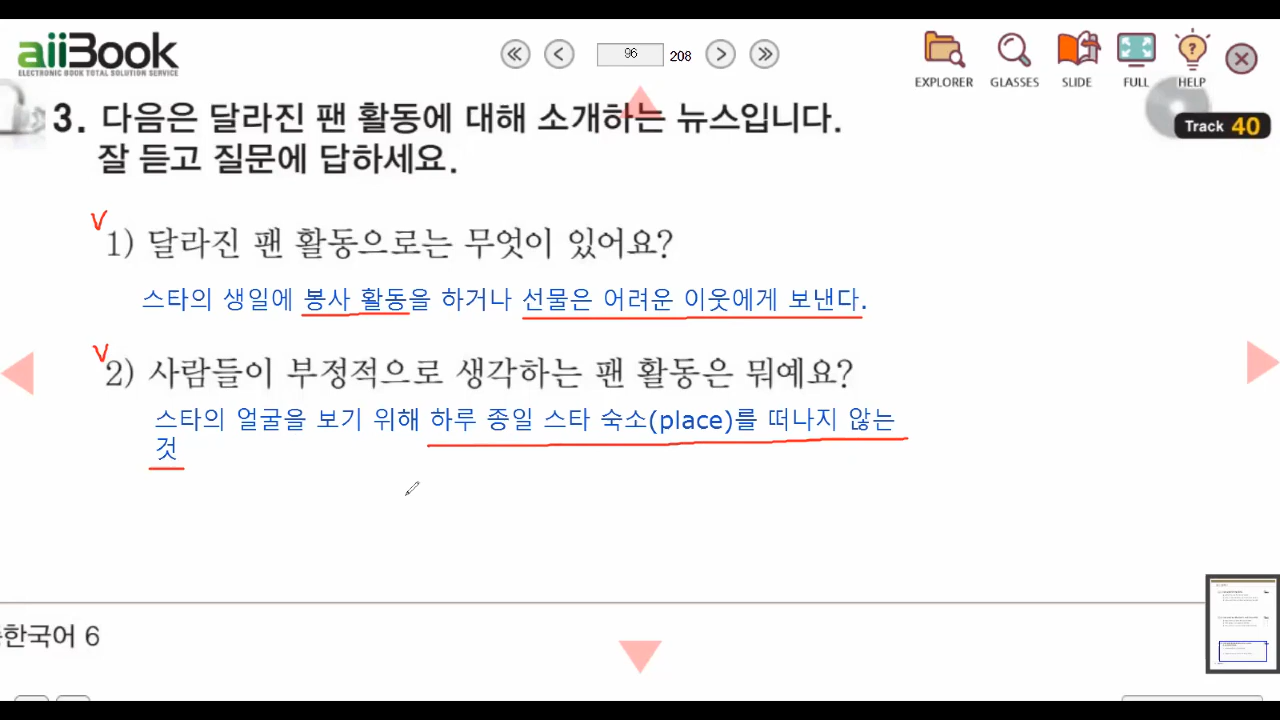 aiiBook
ELECTRONIC BOOK TOTAL SOLUTION SERVICE
96 208
EXPLORER GLASSES SLIDE FULL HELP
Track 40
3. 다음은 달라진 팬 활동에 대해 소개하는 뉴스입니다.
잘 듣고 질문에 답하세요.
1) 달라진 팬 활동으로는 무엇이 있어요?
스타의 생일에 봉사 활동을 하거나 선물은 어려운 이웃에게 보낸다.
2) 사람들이 부정적으로 생각하는 팬 활동은 뭐예요?
스타의 얼굴을 보기 위해 하루 종일 스타 숙소(place)를 떠나지 않는
것
한국어 6